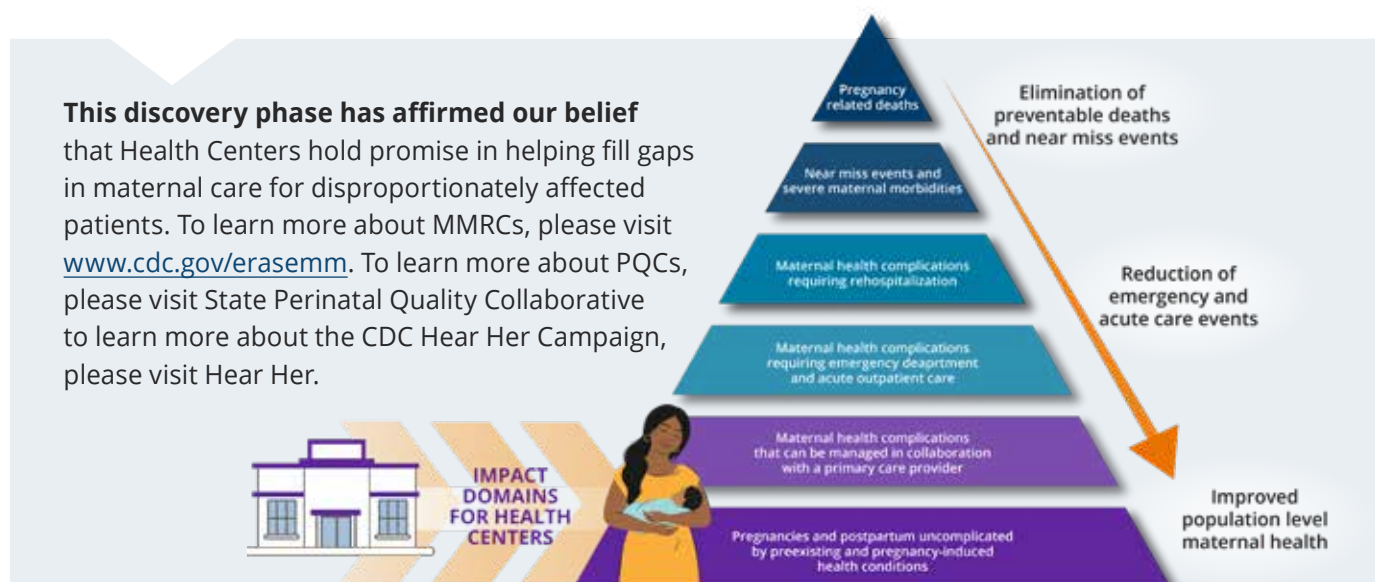 This discovery phase has affirmed our belief
that Health Centers hold promise in helping fill gaps
in maternal care for disproportionately affected
patients. To learn more about MMRCs, please visit
www.cdc.gov/erasemm. To learn more about PQCs,
please visit State Perinatal Quality Collaborative
to learn more about the CDC Hear Her Campaign,
please visit Hear Her.
IMPACT
DOMAINS
FOR HEALTH
CENTERS
Pregnancy
related deaths
Near miss events and
severe maternal morbidities
Maternal health complications
requiring rehospitalization
Maternal health complications
requiring emergency deaprtment
and acute outpatient care
Maternal health complications
that can be managed in collaboration
with a primary care provider
Pregnancies and postpartum uncomplicated
by preexisting and pregnancy-induced
health conditions
Elimination of
preventable deaths
and near miss events
Reduction of
emergency and
acute care events
Improved
population level
maternal health